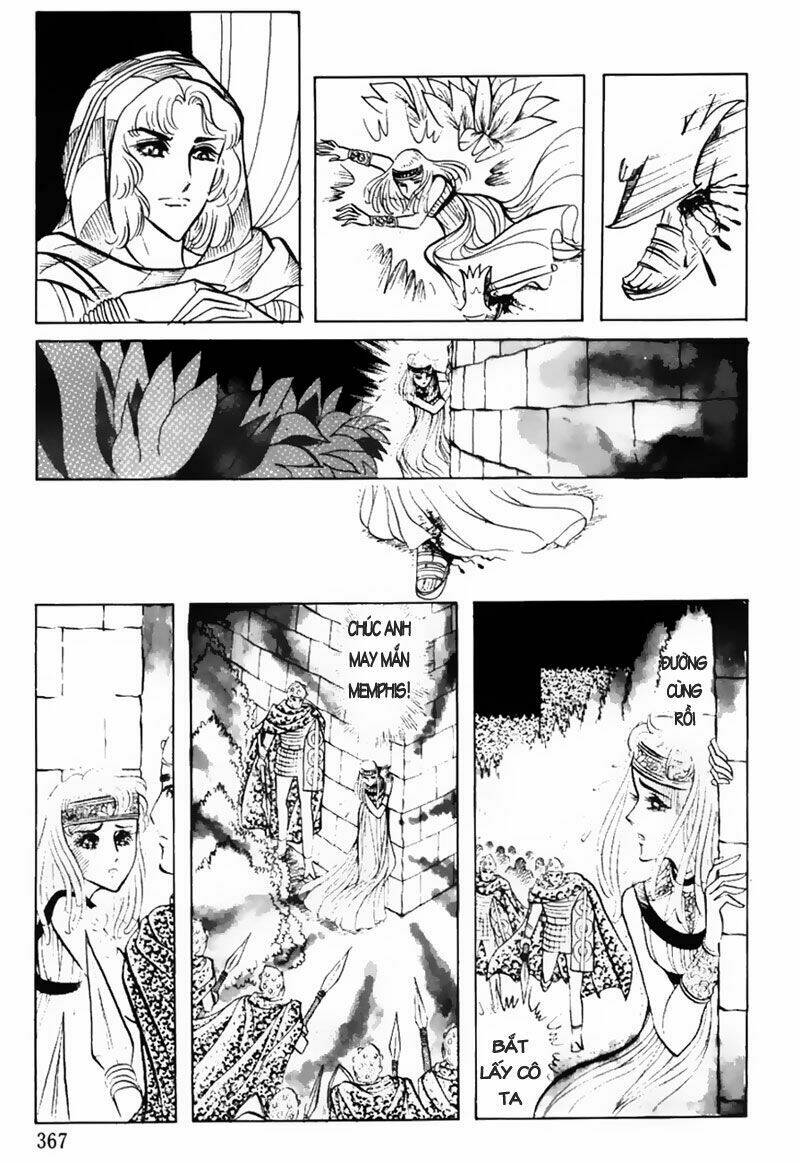 CHÚC ANH
MAY MẮN
MEMPHIS!
ĐƯỜNG
CÙNG
RỒI
BẮT
LẤY CÔ
TA
367